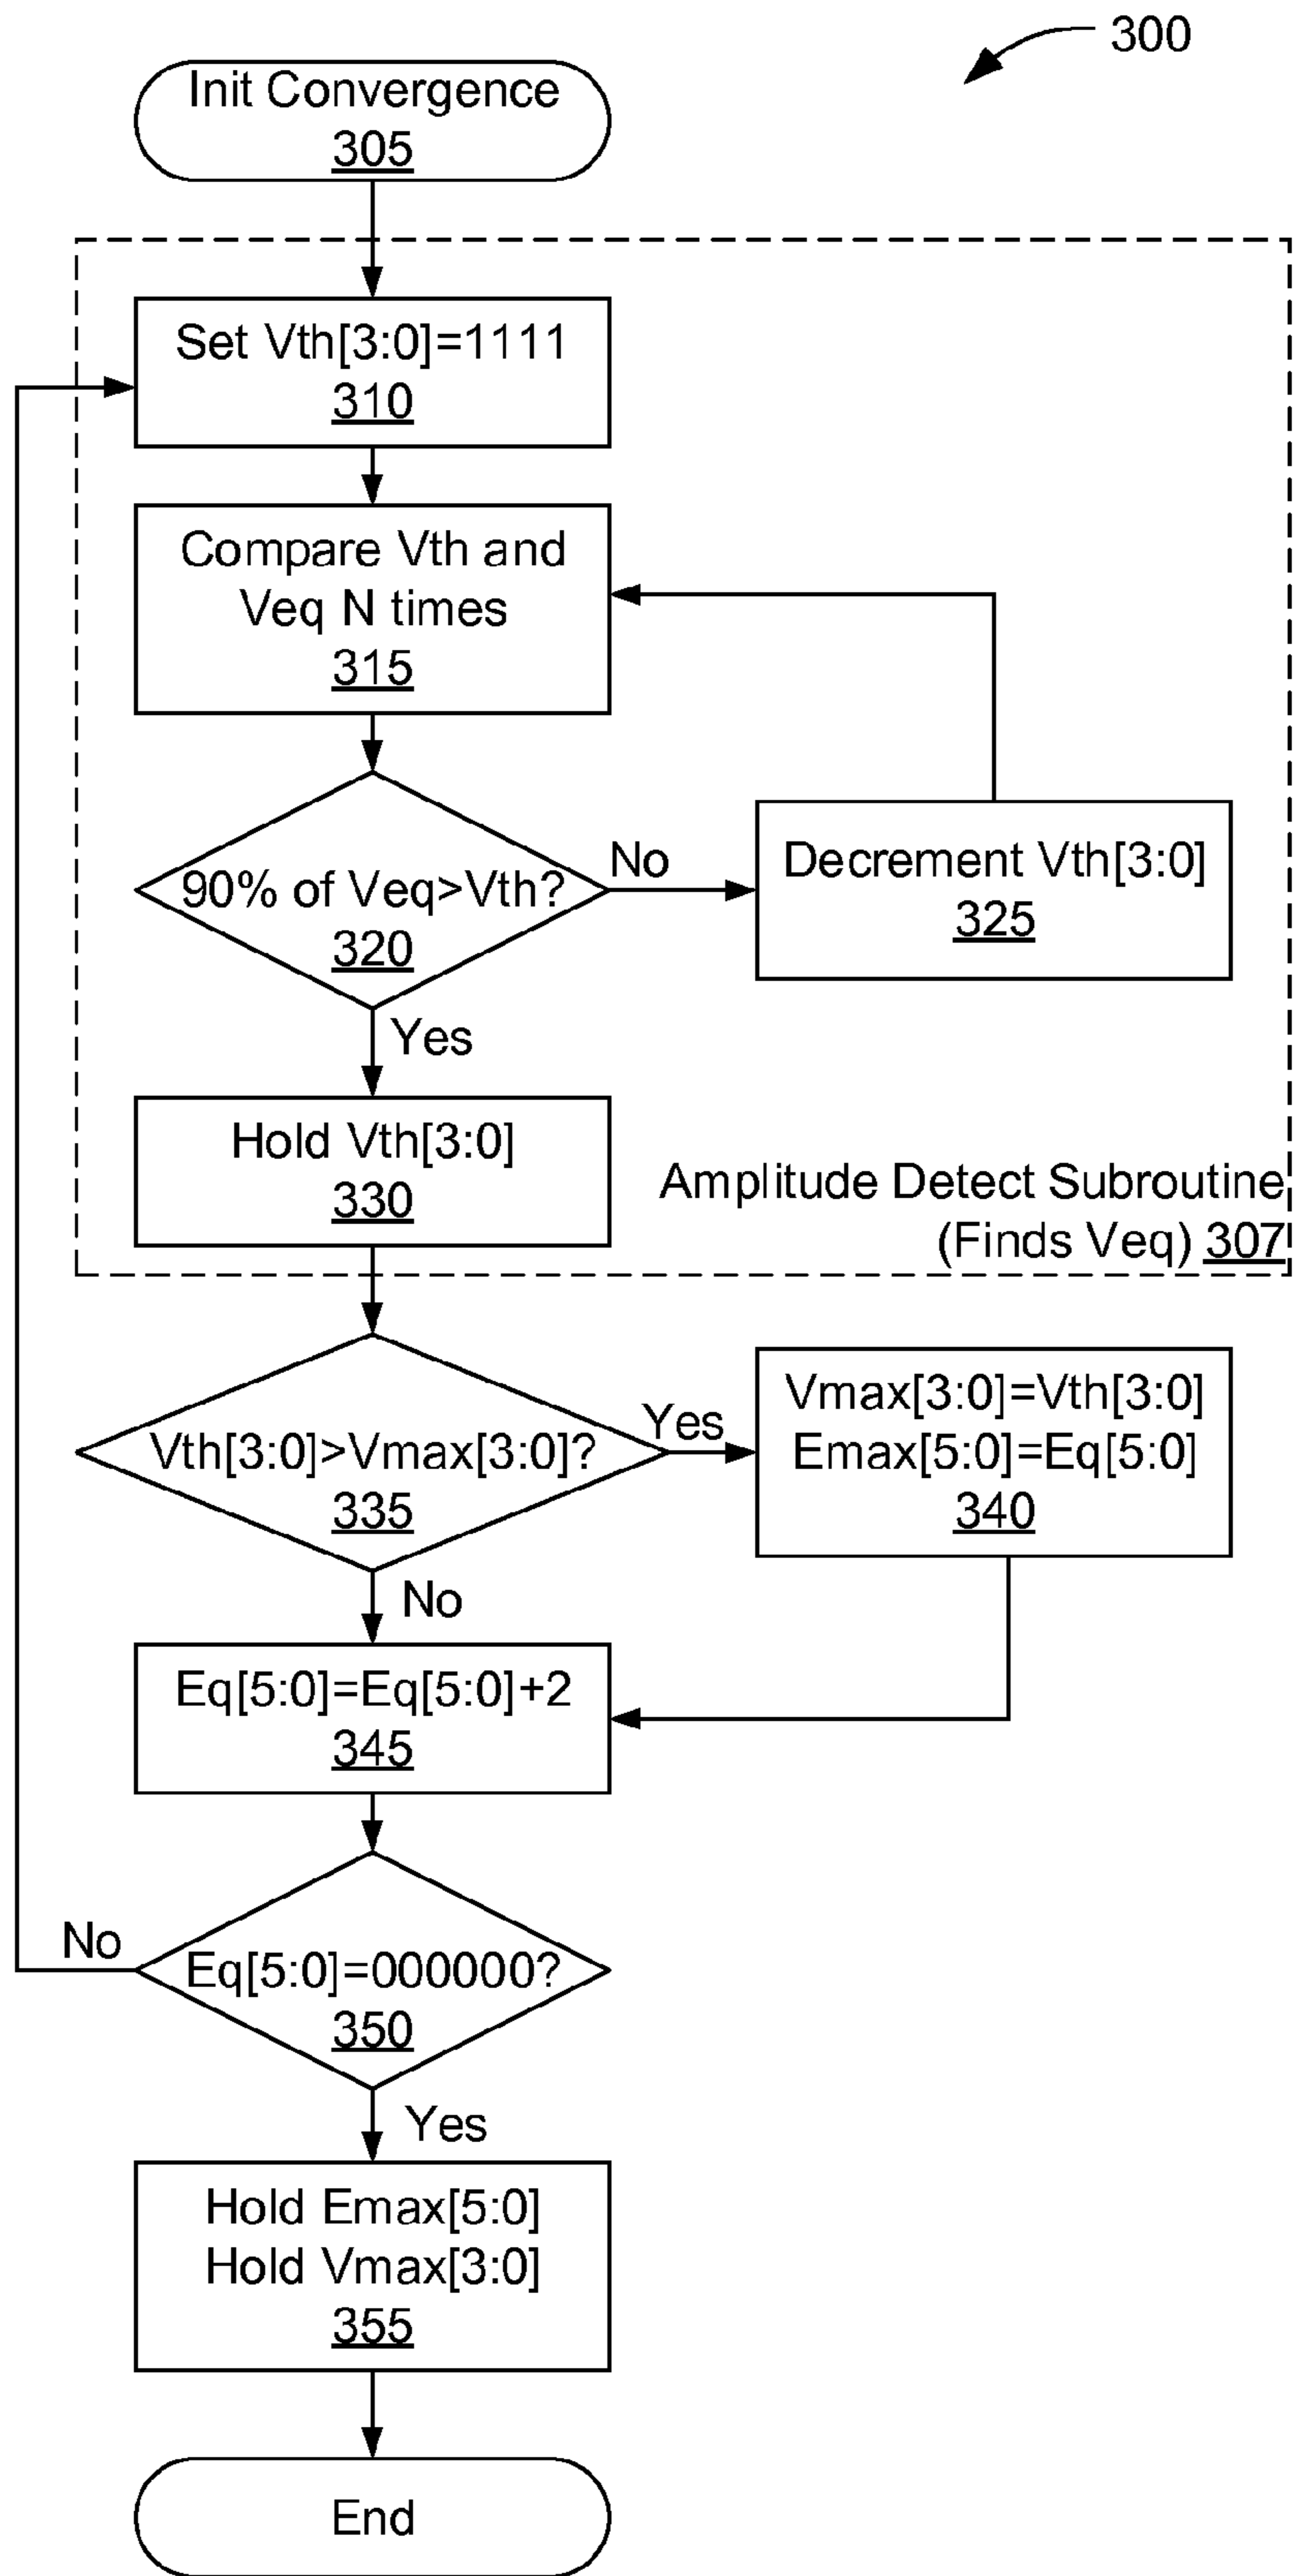 300
Init Convergence
305
Set Vth[3:0]=1111
310
Compare Vth and
Veq N times
315
90% of Veq>Vth?
320
No
Decrement Vth[3:0]
325
Yes
Hold Vth[3:0]
330
Amplitude Detect Subroutine
(Finds Veq) 307
Vth[3:0]>Vmax[3:0]?
335
Yes
Vmax[3:0]=Vth[3:0]
Emax[5:0]=Eq[5:0]
340
No
Eq[5:0]=Eq[5:0]+2
345
No
Eq[5:0]=000000?
350
Yes
Hold Emax[5:0]
Hold Vmax[3:0]
355
End